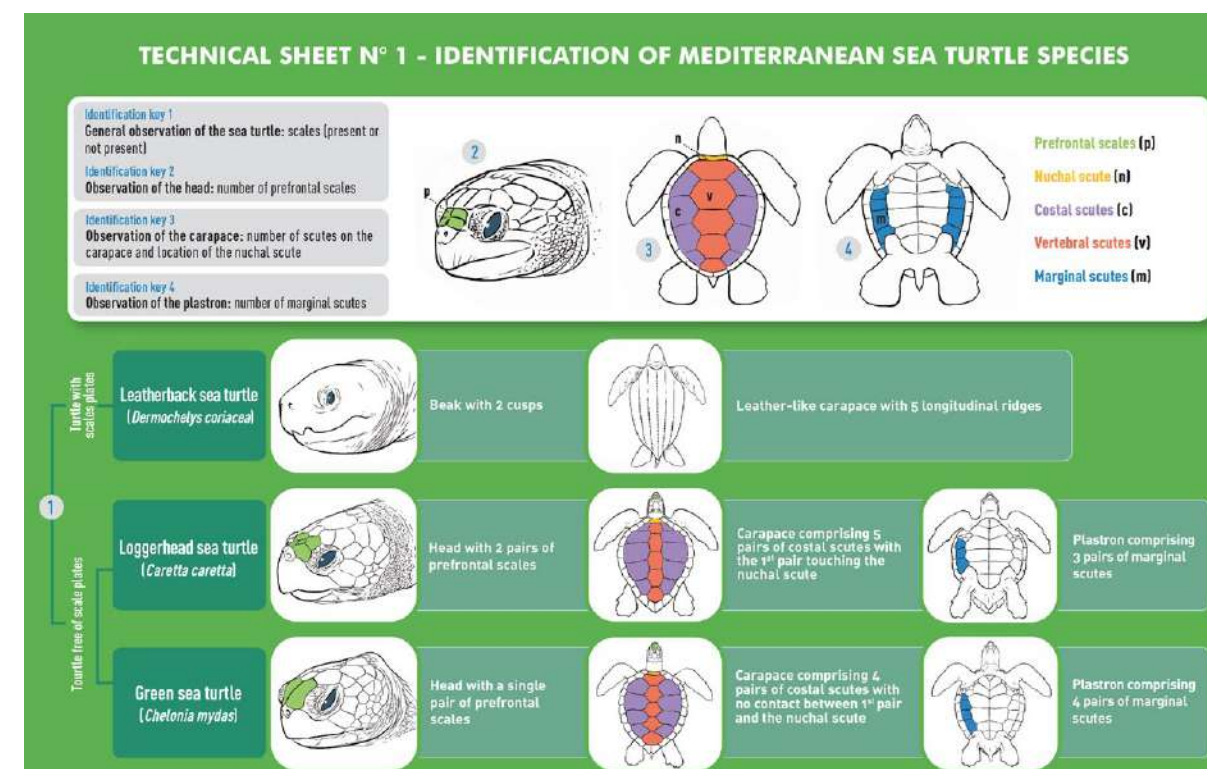 TECHNICAL SHEET N° 1 - IDENTIFICATION OF MEDITERRANEAN SEA TURTLE SPECIES
Identification key 1
General observation of the sea turtle: scales (present or
not present)
Identification key 2
Observation of the head: number of prefrontal scales
Identification key 3
Observation of the carapace: number of scutes on the
carapace and location of the nuchal scute
Identification key 4
Observation of the plastron: number of marginal scutes
2
p
3
n
v
c
4
m
Prefrontal scales (p)
Nuchal scute (n)
Costal scutes (c)
Vertebral scutes (v)
Marginal scutes (m)
1
Turtle with
scales plates
Leatherback sea turtle
(Dermochelys coriacea)
Beak with 2 cusps
Leather-like carapace with 5 longitudinal ridges
Tourtle free of scale plates
Loggerhead sea turtle
(Caretta caretta)
Head with 2 pairs of
prefrontal scales
Carapace comprising 5
pairs of costal scutes with
the 1st pair touching the
nuchal scute
Plastron comprising
3 pairs of marginal
scutes
Green sea turtle
(Chelonia mydas)
Head with a single
pair of prefrontal
scales
Carapace comprising 4
pairs of costal scutes with
no contact between 1st pair
and the nuchal scute
Plastron comprising
4 pairs of marginal
scutes